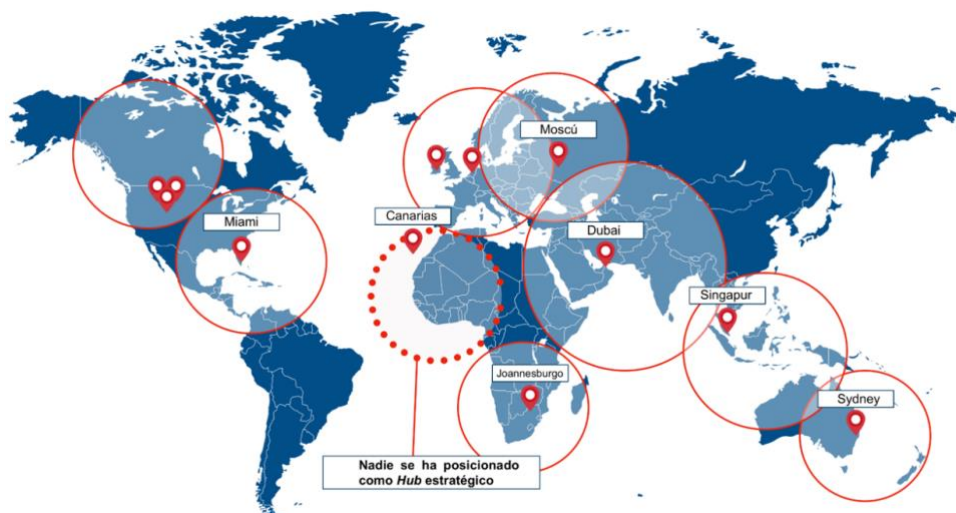 Moscú
Canarias
Miami
Dubai
Singapur
Joannesburgo
Sydney
Nadie se ha posicionado
como Hub estratégico